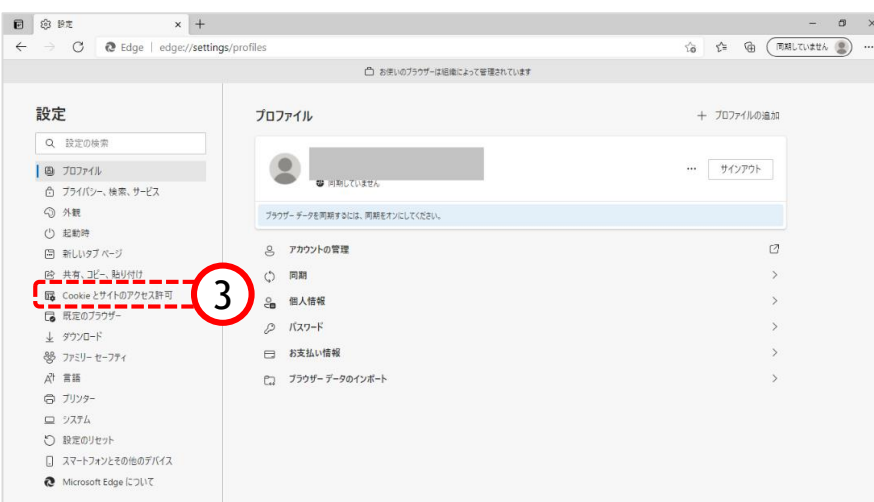 設定
Edge | edge://settings/profiles
同期していません
お使いのブラウザーは組織によって管理されています
設定
設定の検索
プロファイル
プライバシー、検索、サービス
外観
起動時
新しいタブ ページ
共有、コピー、貼り付け
Cookie とサイトのアクセス許可
既定のブラウザー
ダウンロード
ファミリー セーフティ
言語
プリンター
システム
設定のリセット
スマートフォンとその他のデバイス
Microsoft Edge について
3
プロファイル
プロファイルの追加
同期していません
サインアウト
ブラウザー データを同期するには、同期をオンにしてください。
アカウントの管理
同期
個人情報
パスワード
お支払い情報
ブラウザー データのインポート